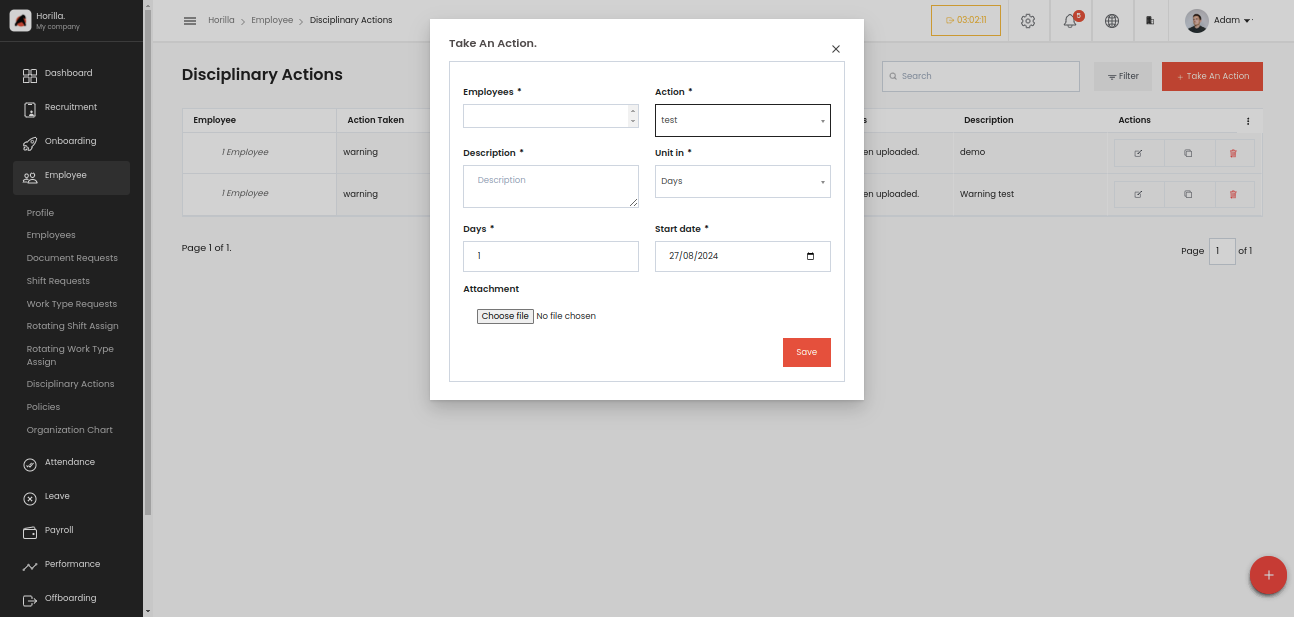 Horilla.
My company
Dashboard
Recruitment
Onboarding
Employee
Profile
Employees
Document Requests
Shift Requests
Work Type Requests
Rotating Shift Assign
Rotating Work Type
Assign
Disciplinary Actions
Policies
Organization Chart
Attendance
Leave
Payroll
Performance
Offboarding
Horilla > Employee > Disciplinary Actions
03:02:11
5
Adam
Disciplinary Actions
Search
Filter
+ Take An Action
Employee Action Taken Description Actions
1 Employee warning en uploaded. demo
1 Employee warning en uploaded. Warning test
Page 1 of 1.
Page 1 of 1
Take An Action.
Employees * Action *
test
Description * Unit in *
Description Days
Days * Start date *
1 27/08/2024
Attachment
Choose file No file chosen
Save